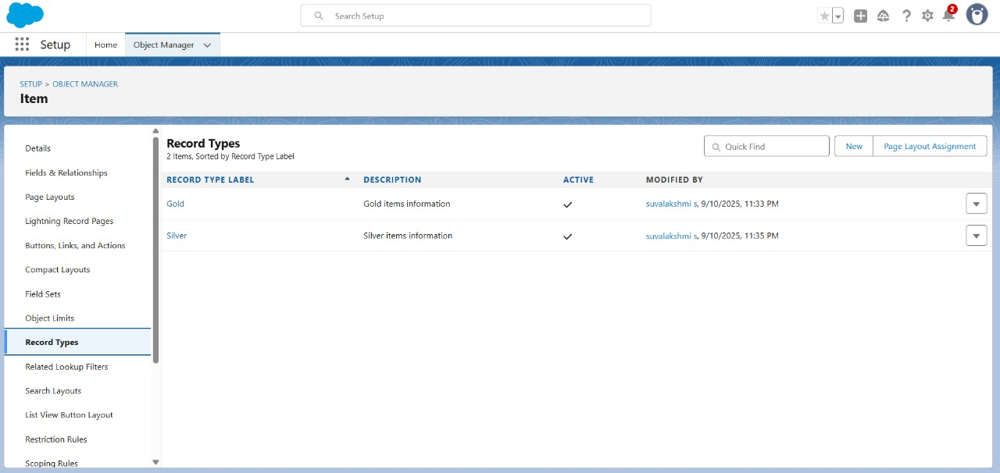 Search Setup
2
Setup
Home
Object Manager
SETUP > OBJECT MANAGER
Item
Details
Fields & Relationships
Page Layouts
Lightning Record Pages
Buttons, Links, and Actions
Compact Layouts
Field Sets
Object Limits
Record Types
Related Lookup Filters
Search Layouts
List View Button Layout
Restriction Rules
Scoping Rules
Record Types
2 Items, Sorted by Record Type Label
Quick Find
New
Page Layout Assignment
RECORD TYPE LABEL DESCRIPTION ACTIVE MODIFIED BY
Gold Gold items information suvalakshmi s, 9/10/2025, 11:33 PM
Silver Silver items information suvalakshmi s, 9/10/2025, 11:35 PM